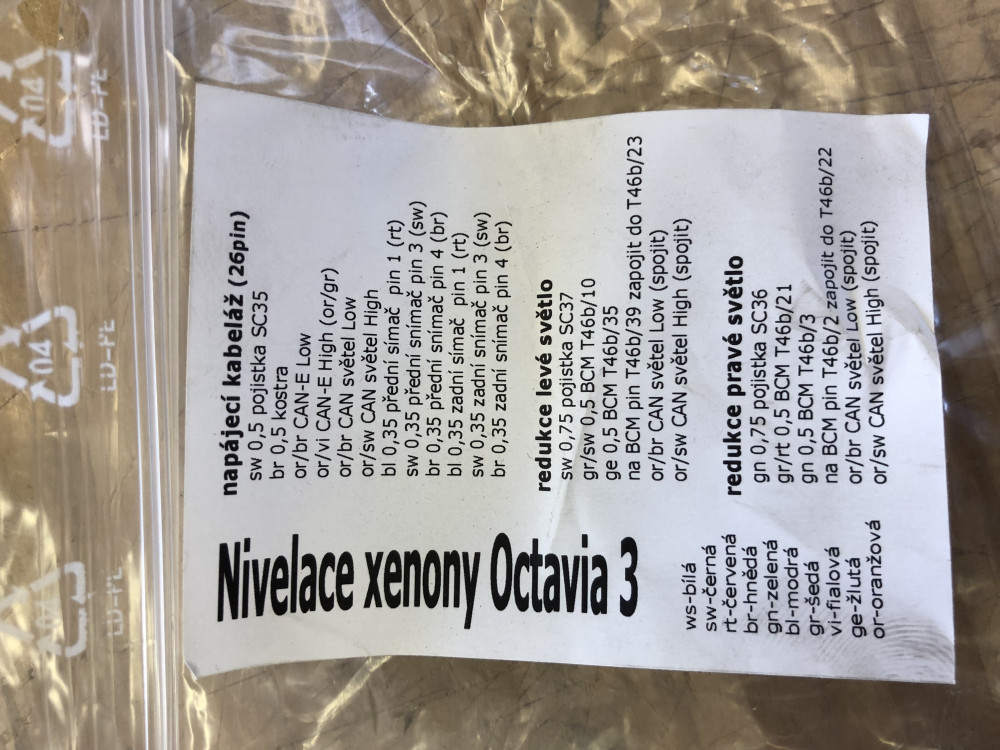 Nivelace xenony Octavia 3
napájecí kabeláž (26pin)
sw 0,5 pojistka SC35
br 0,5 kostra
or/br CAN-E Low
or/vi CAN-E High (or/gr)
or/br CAN světel Low
or/sw CAN světel High
bl 0,35 přední símač pin 1 (rt)
sw 0,35 přední snímač pin 3 (sw)
br 0,35 přední snímač pin 4 (br)
bl 0,35 zadní símač pin 1 (rt)
sw 0,35 zadní snímač pin 3 (sw)
br 0,35 zadní snímač pin 4 (br)
redukce levé světlo
sw 0,75 pojistka SC37
gr/sw 0,5 BCM T46b/10
ge 0,5 BCM T46b/35
na BCM pin T46b/39 zapojit do T46b/23
or/br CAN světel Low (spojit)
or/sw CAN světel High (spojit)
redukce pravé světlo
gn 0,75 pojistka SC36
gr/rt 0,5 BCM T46b/21
gn 0,5 BCM T46b/3
na BCM pin T46b/2 zapojit do T46b/22
or/br CAN světel Low (spojit)
or/sw CAN světel High (spojit)
ws-bílá
sw-černá
rt-červená
br-hnědá
gn-zelená
bl-modrá
gr-šedá
vi-fialová
ge-žlutá
or-oranžová
04
LD-PE
04
LD-PE
04
LD-PE